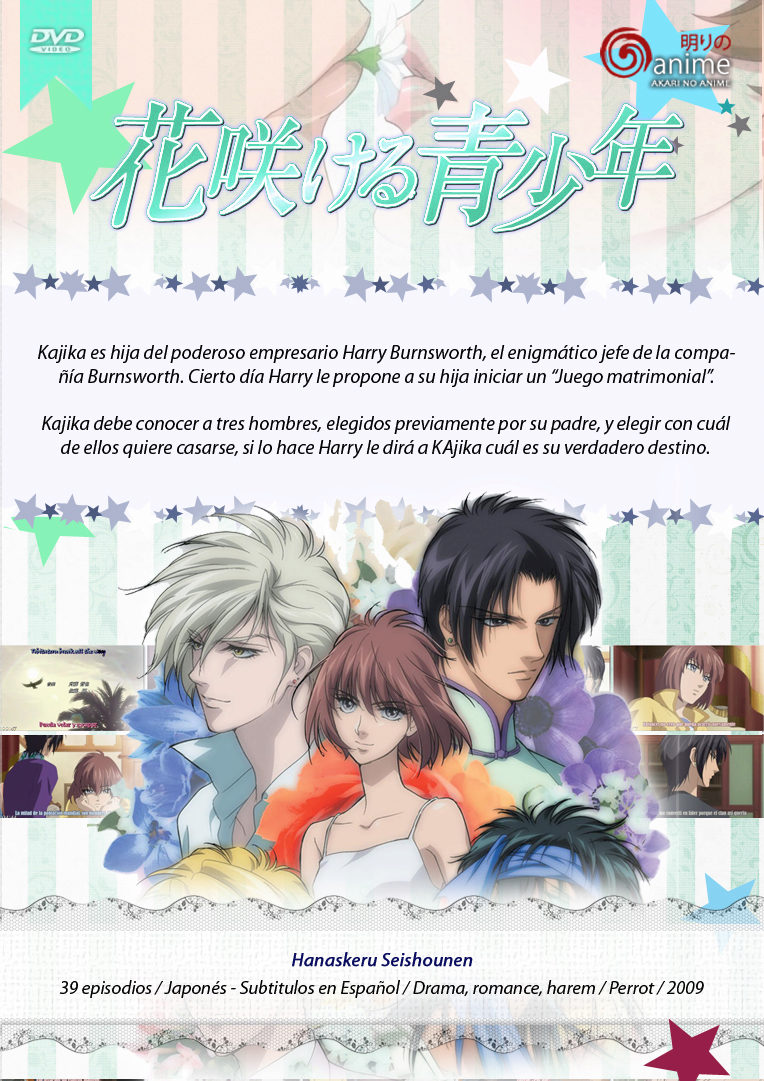 DVD
VIDEO
明りの
anime
AKARI NO ANIME
花咲ける青少年
Kajika es hija del poderoso empresario Harry Burnsworth, el enigmático jefe de la compa-
ñía Burnsworth. Cierto día Harry le propone a su hija iniciar un “Juego matrimonial”.
Kajika debe conocer a tres hombres, elegidos previamente por su padre, y elegir con cuál
de ellos quiere casarse, si lo hace Harry le dirá a KAjika cuál es su verdadero destino.
Hanaskeru Seishounen
39 episodios / Japonés - Subtitulos en Español / Drama, romance, harem / Perrot / 2009